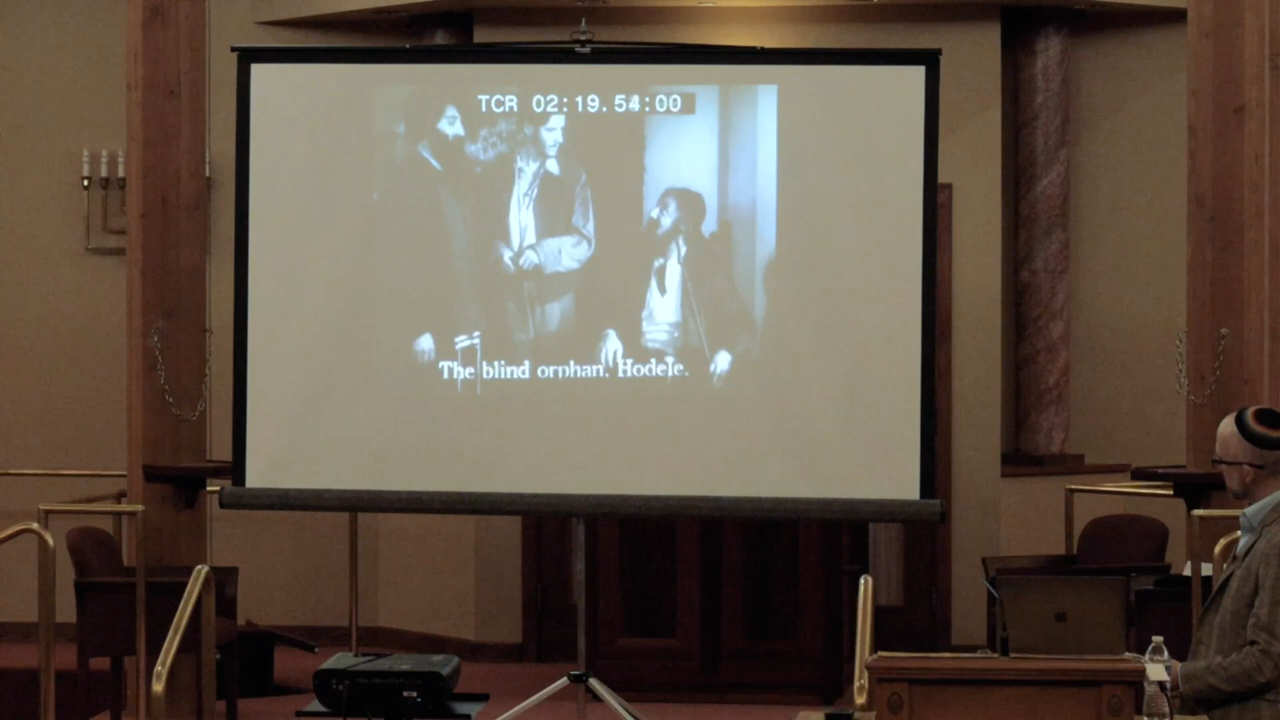 TCR 02:19.54:00
The blind orphan, Hodele.